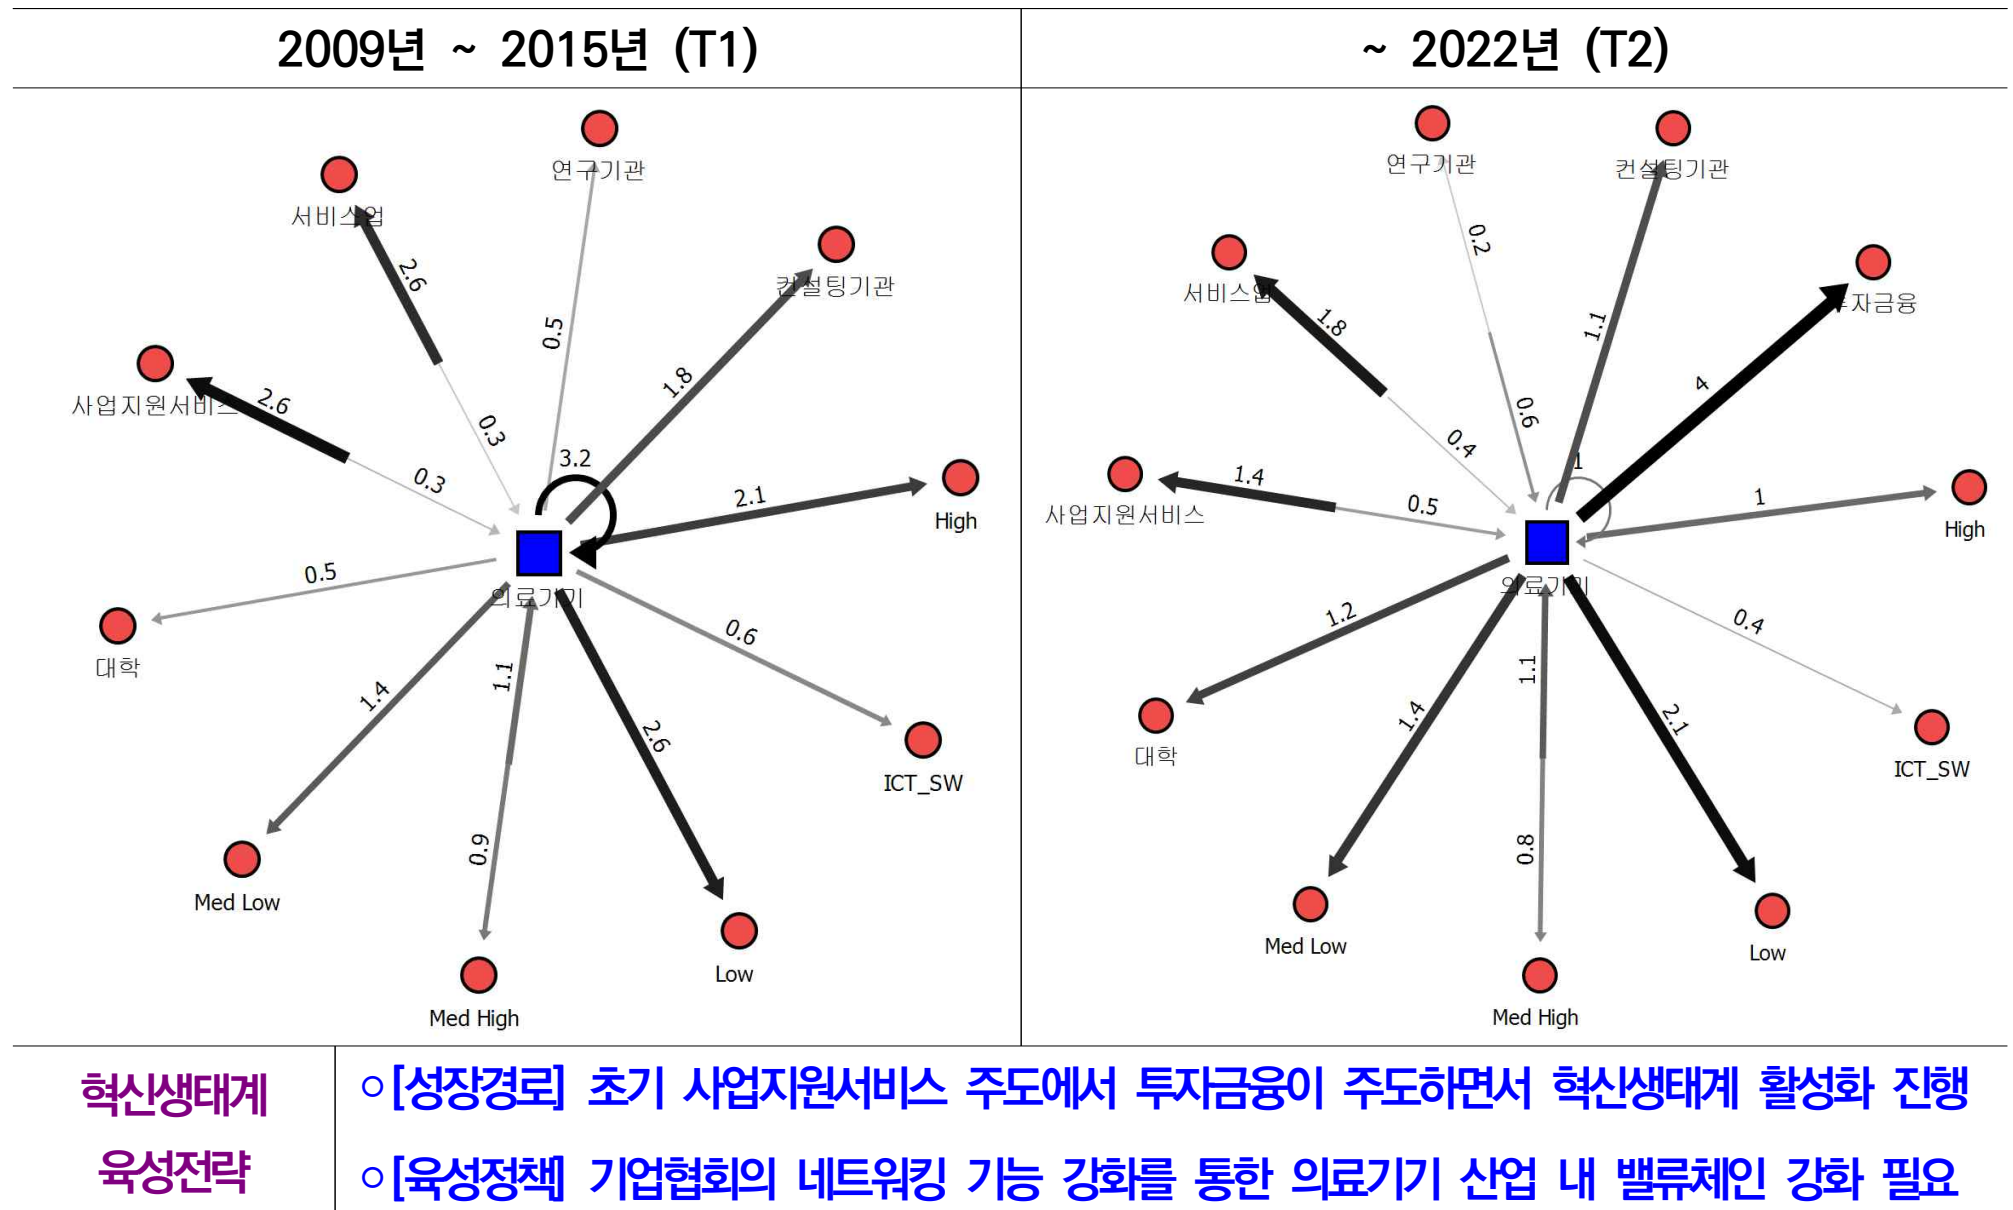 2009년 ~ 2015년 (T1)
~ 2022년 (T2)
연구기관
서비스업
컨설팅기관
사업지원서비스
High
의료기기
대학
ICT_SW
Med Low
Low
Med High
2.6
0.5
1.8
2.6
0.3
3.2
2.1
0.3
0.5
0.6
1.1
1.4
2.6
0.9
연구기관
컨설팅기관
서비스업
투자금융
사업지원서비스
High
의료기기
대학
ICT_SW
Med Low
Low
Med High
0.2
1.8
1.1
4
0.6
0.4
1
1.4
0.5
1
1.2
0.4
1.1
1.4
2.1
0.8
혁신생태계
육성전략
○[성장경로] 초기 사업지원서비스 주도에서 투자금융이 주도하면서 혁신생태계 활성화 진행
○[육성정책] 기업협회의 네트워킹 기능 강화를 통한 의료기기 산업 내 밸류체인 강화 필요